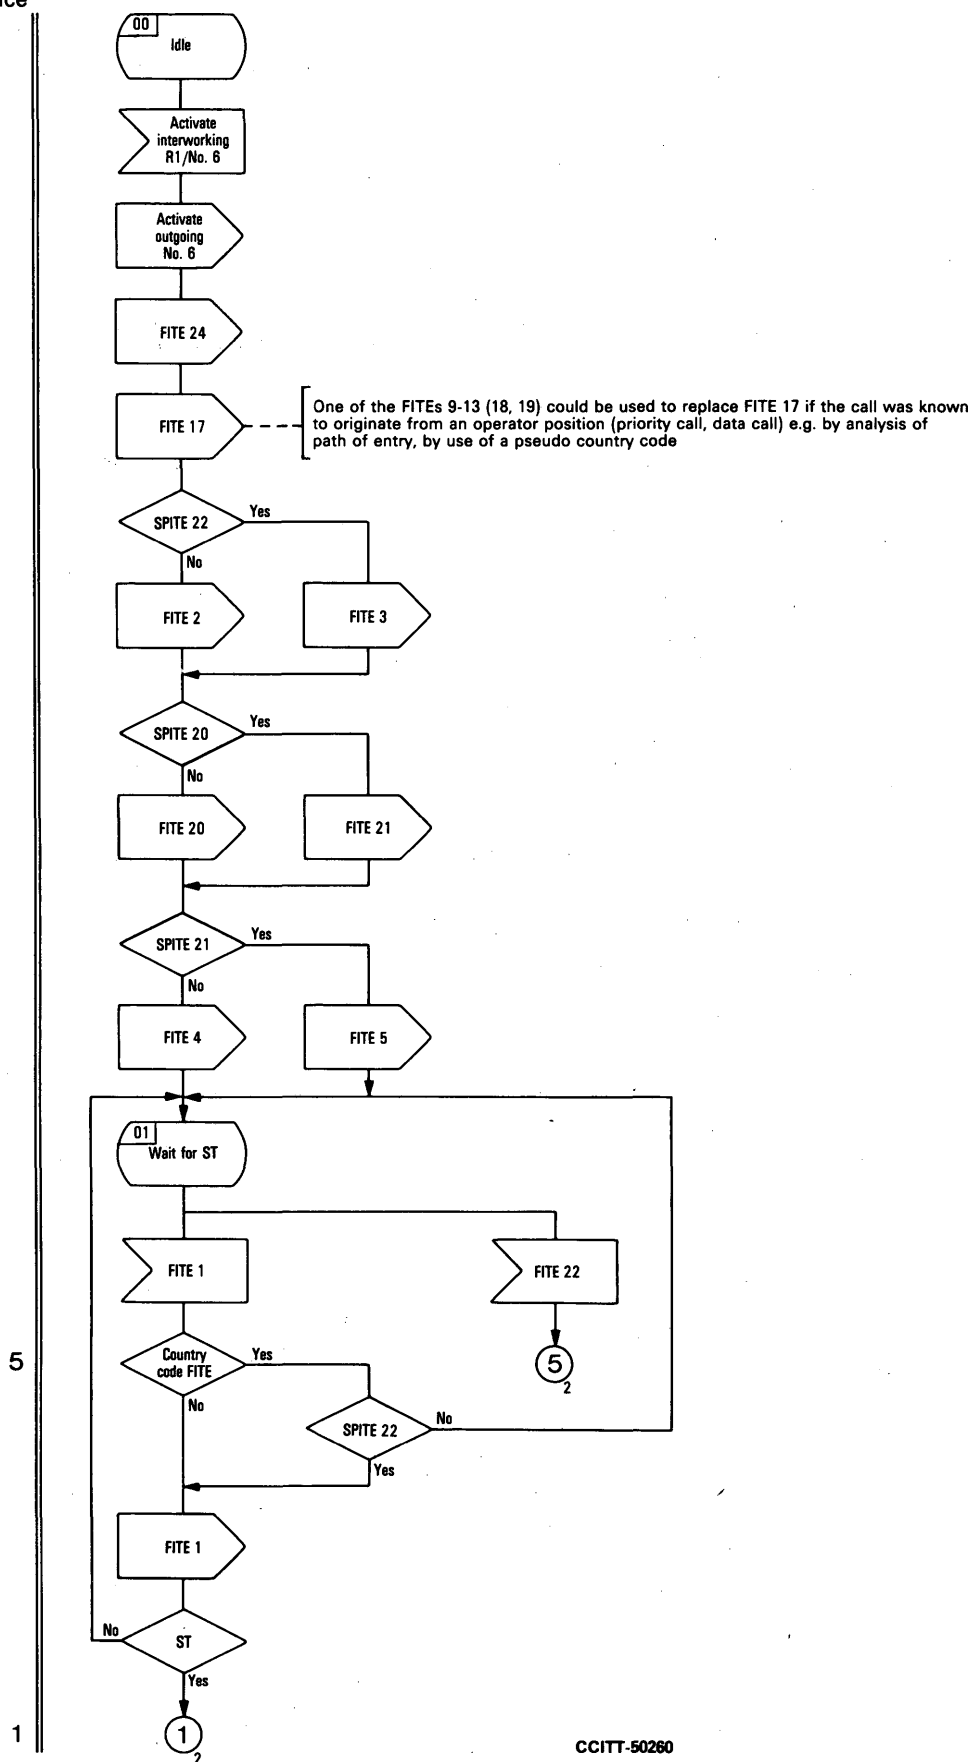 ice
00
Idle
Activate
interworking
R1/No. 6
Activate
outgoing
No. 6
FITE 24
FITE 17
One of the FITEs 9-13 (18, 19) could be used to replace FITE 17 if the call was known
to originate from an operator position (priority call, data call) e.g. by analysis of
path of entry, by use of a pseudo country code
SPITE 22
Yes
No
FITE 2
FITE 3
SPITE 20
Yes
No
FITE 20
FITE 21
SPITE 21
Yes
No
FITE 4
FITE 5
01
Wait for ST
FITE 1
FITE 22
5
Country
code FITE
Yes
No
5
2
SPITE 22
No
Yes
FITE 1
No
ST
Yes
1
1
2
CCITT-50260